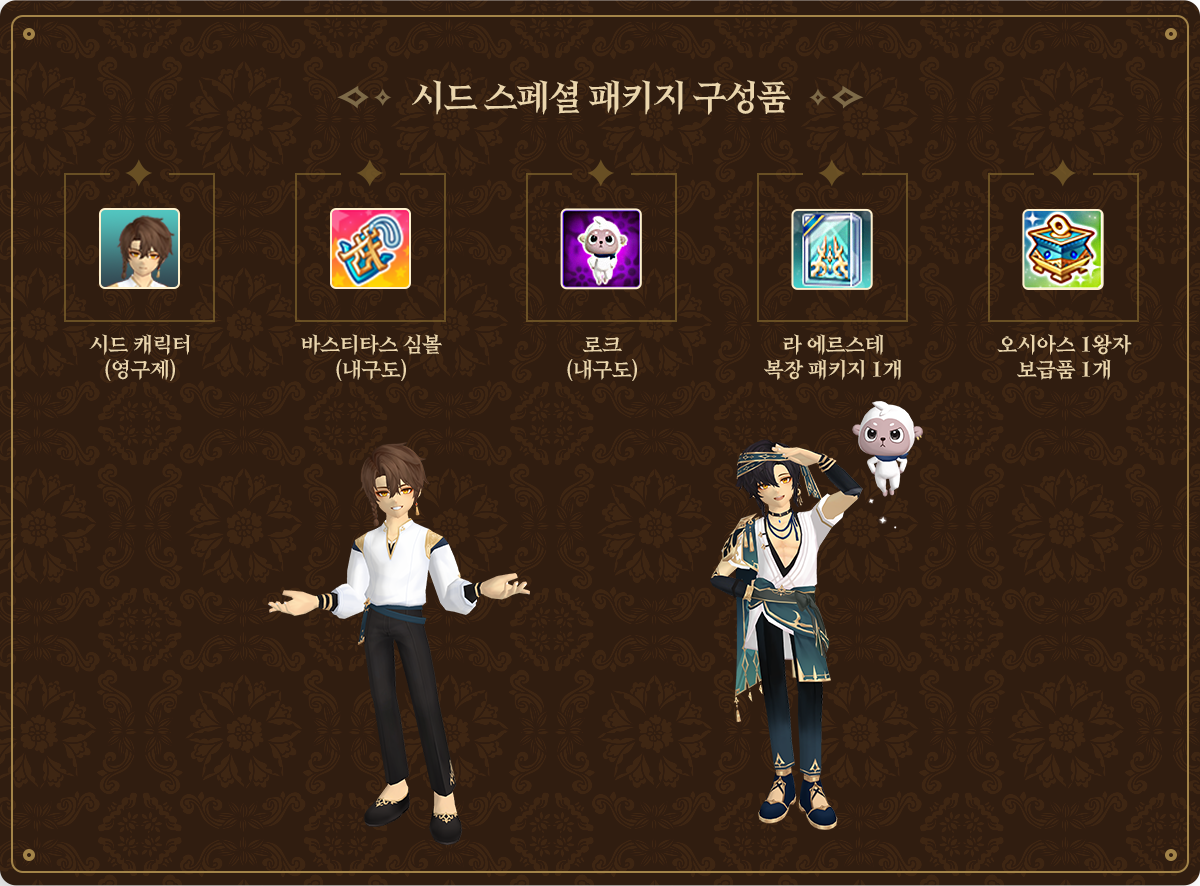 시드 스페셜 패키지 구성품
시드 캐릭터
(영구제)
바스티타스 심볼
(내구도)
로크
(내구도)
라 에르스테
복장 패키지 1개
오시아스 1왕자
보급품 1개